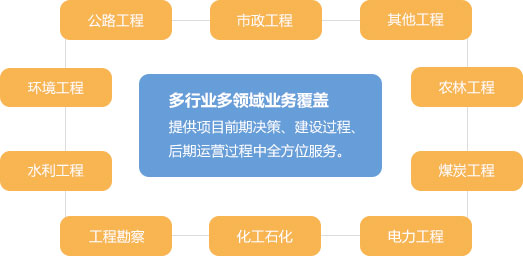 公路工程
市政工程
其他工程
环境工程
多行业多领域业务覆盖
农林工程
提供项目前期决策、建设过程、
后期运营过程中全方位服务。
水利工程
煤炭工程
工程勘察
化工石化
电力工程